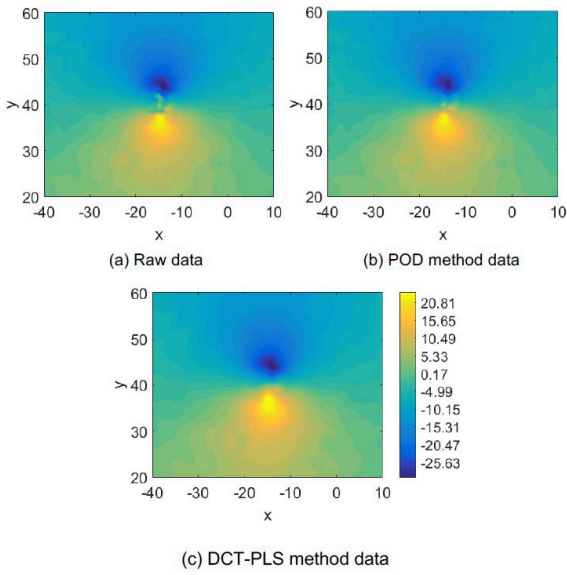 60
50
y
40
30
20
-40 -30 -20 -10 0 10
x
(a) Raw data
60
50
y
40
30
20
-40 -30 -20 -10 0 10
x
(b) POD method data
60
50
y
40
30
20
-40 -30 -20 -10 0 10
x
20.81
15.65
10.49
5.33
0.17
-4.99
-10.15
-15.31
-20.47
-25.63
(c) DCT-PLS method data